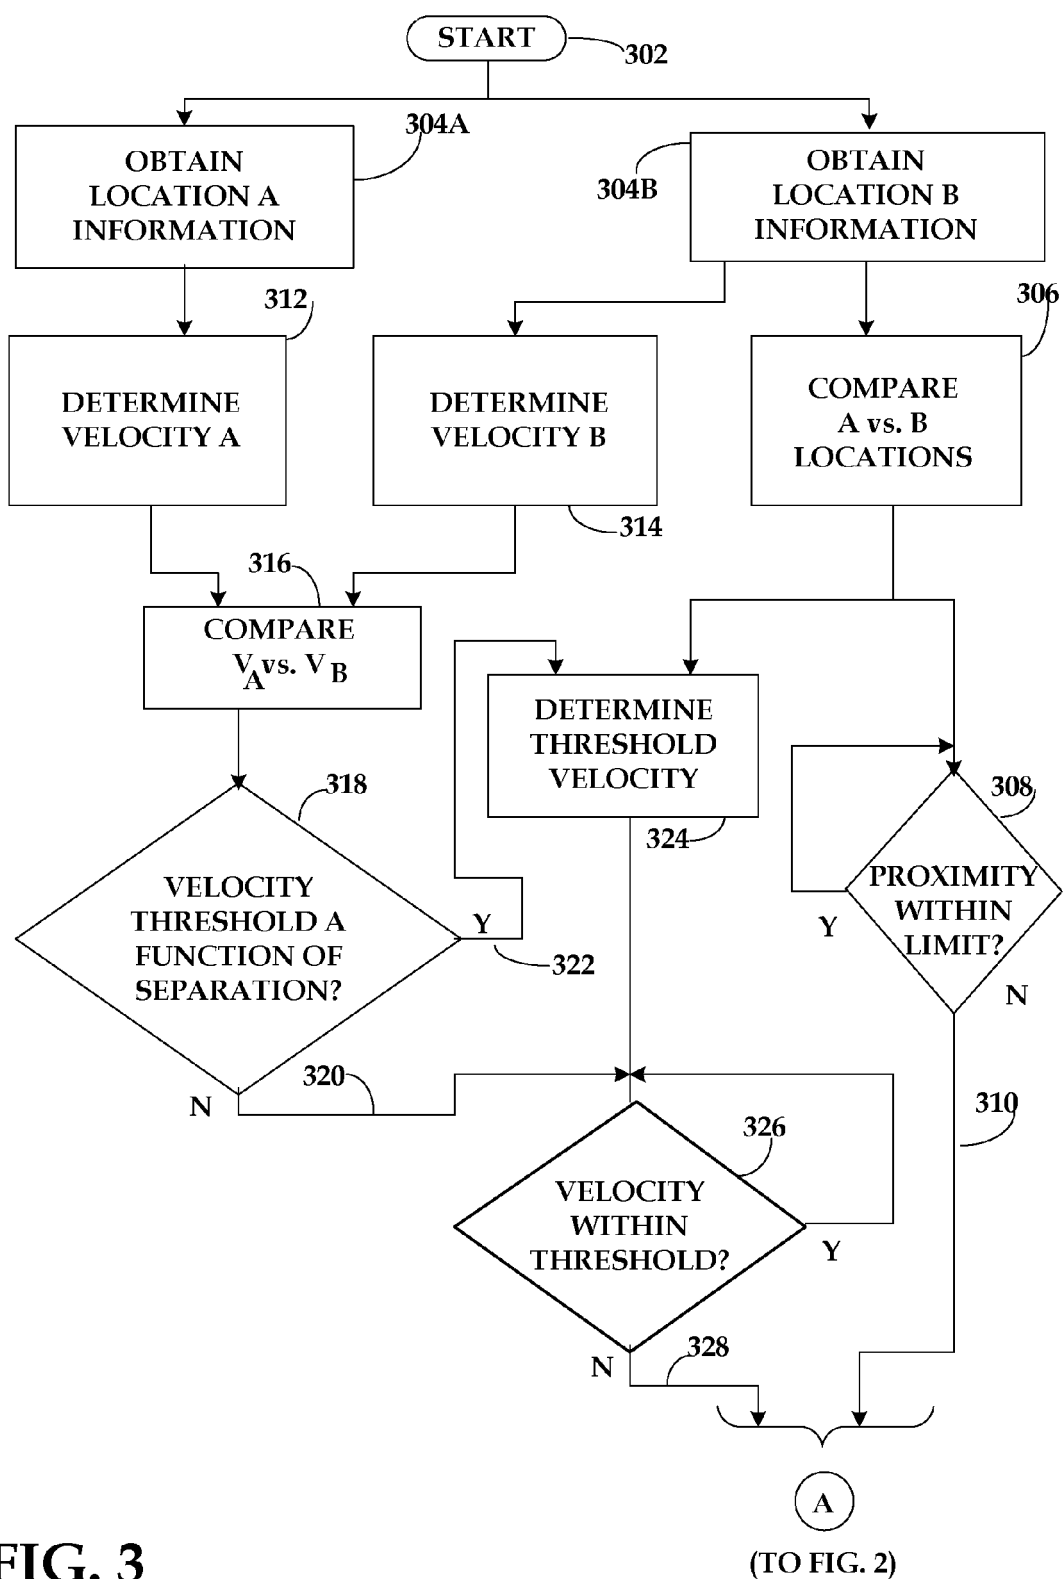 START
302
304A
OBTAIN
LOCATION A
INFORMATION
304B
OBTAIN
LOCATION B
INFORMATION
312
306
DETERMINE
VELOCITY A
DETERMINE
VELOCITY B
COMPARE
A vs. B
LOCATIONS
314
316
COMPARE
VA vs. VB
DETERMINE
THRESHOLD
VELOCITY
318
324
308
VELOCITY
THRESHOLD A
FUNCTION OF
SEPARATION?
Y
322
PROXIMITY
WITHIN
LIMIT?
Y
N
320
N
310
326
VELOCITY
WITHIN
THRESHOLD?
Y
N
328
A
(TO FIG. 2)
FIG. 3